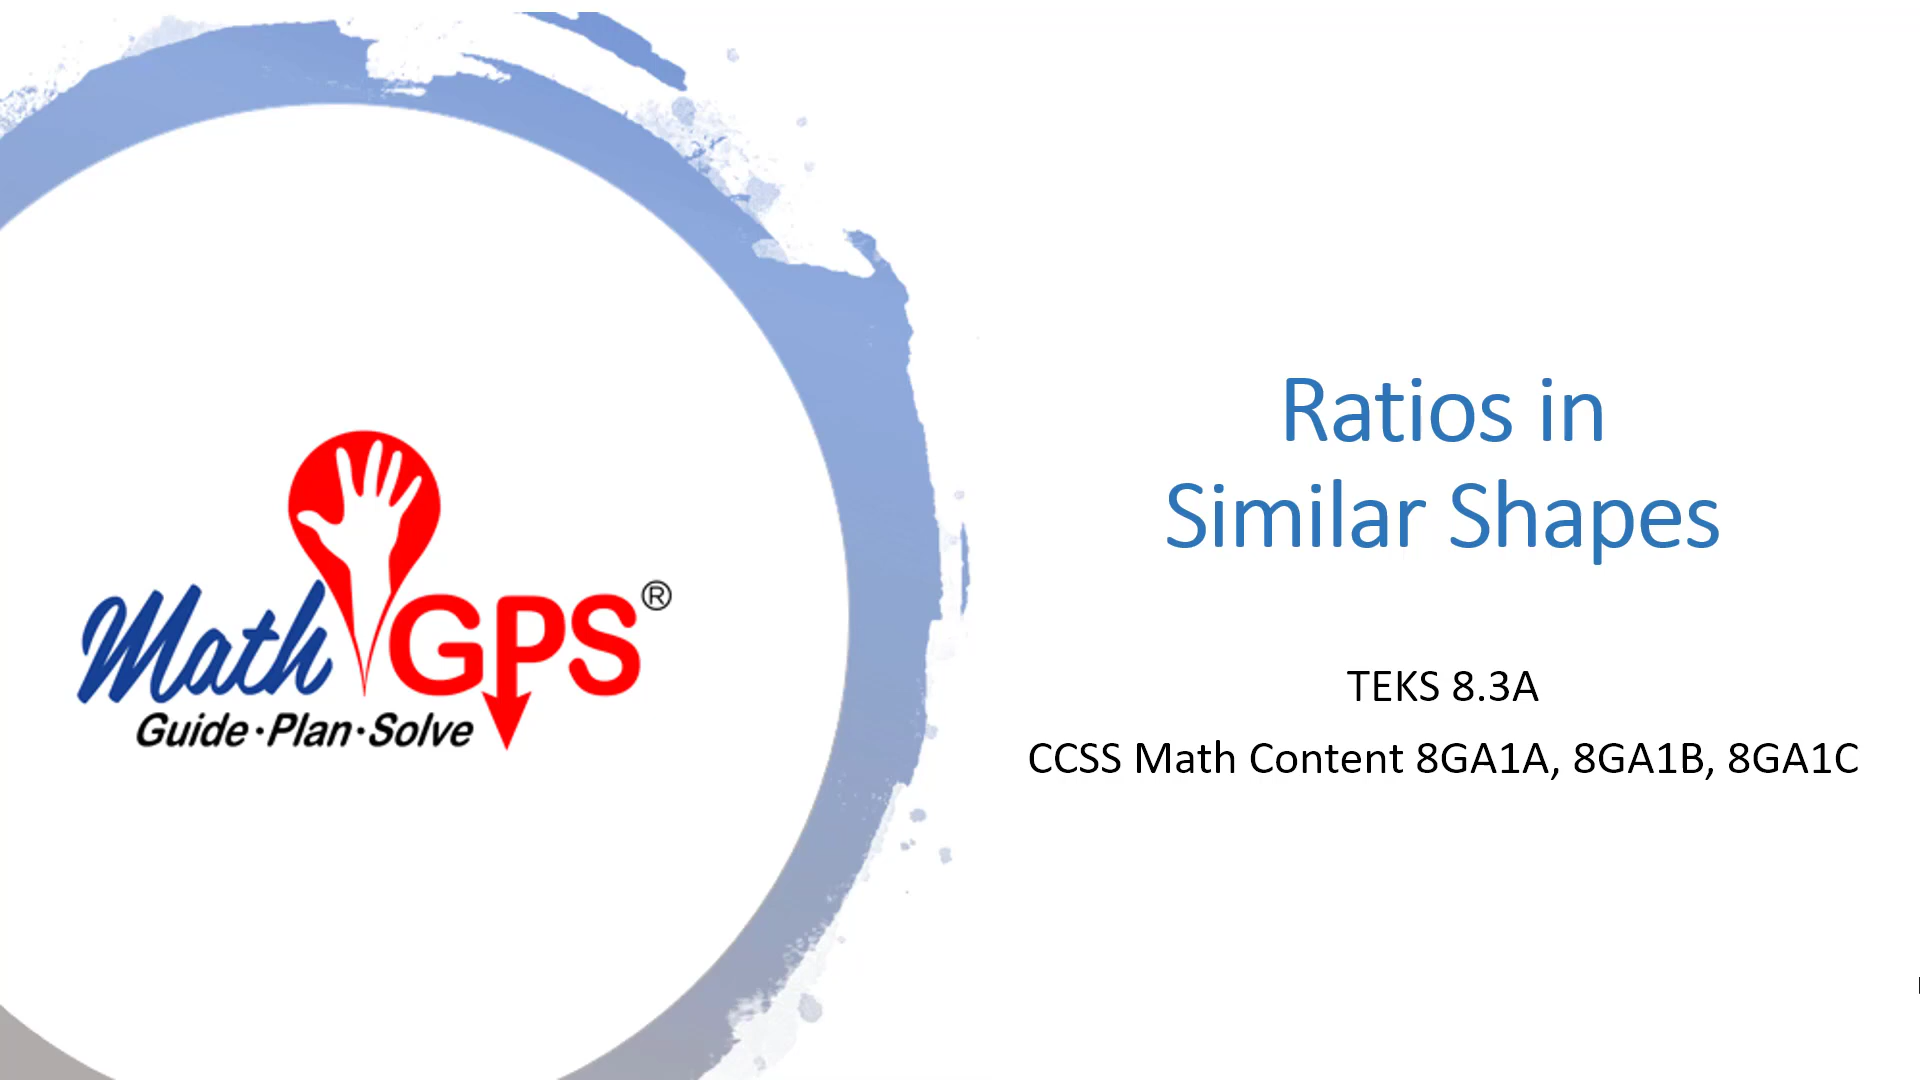 Math GPS®
Guide·Plan·Solve
Ratios in
Similar Shapes
TEKS 8.3A
CCSS Math Content 8GA1A, 8GA1B, 8GA1C